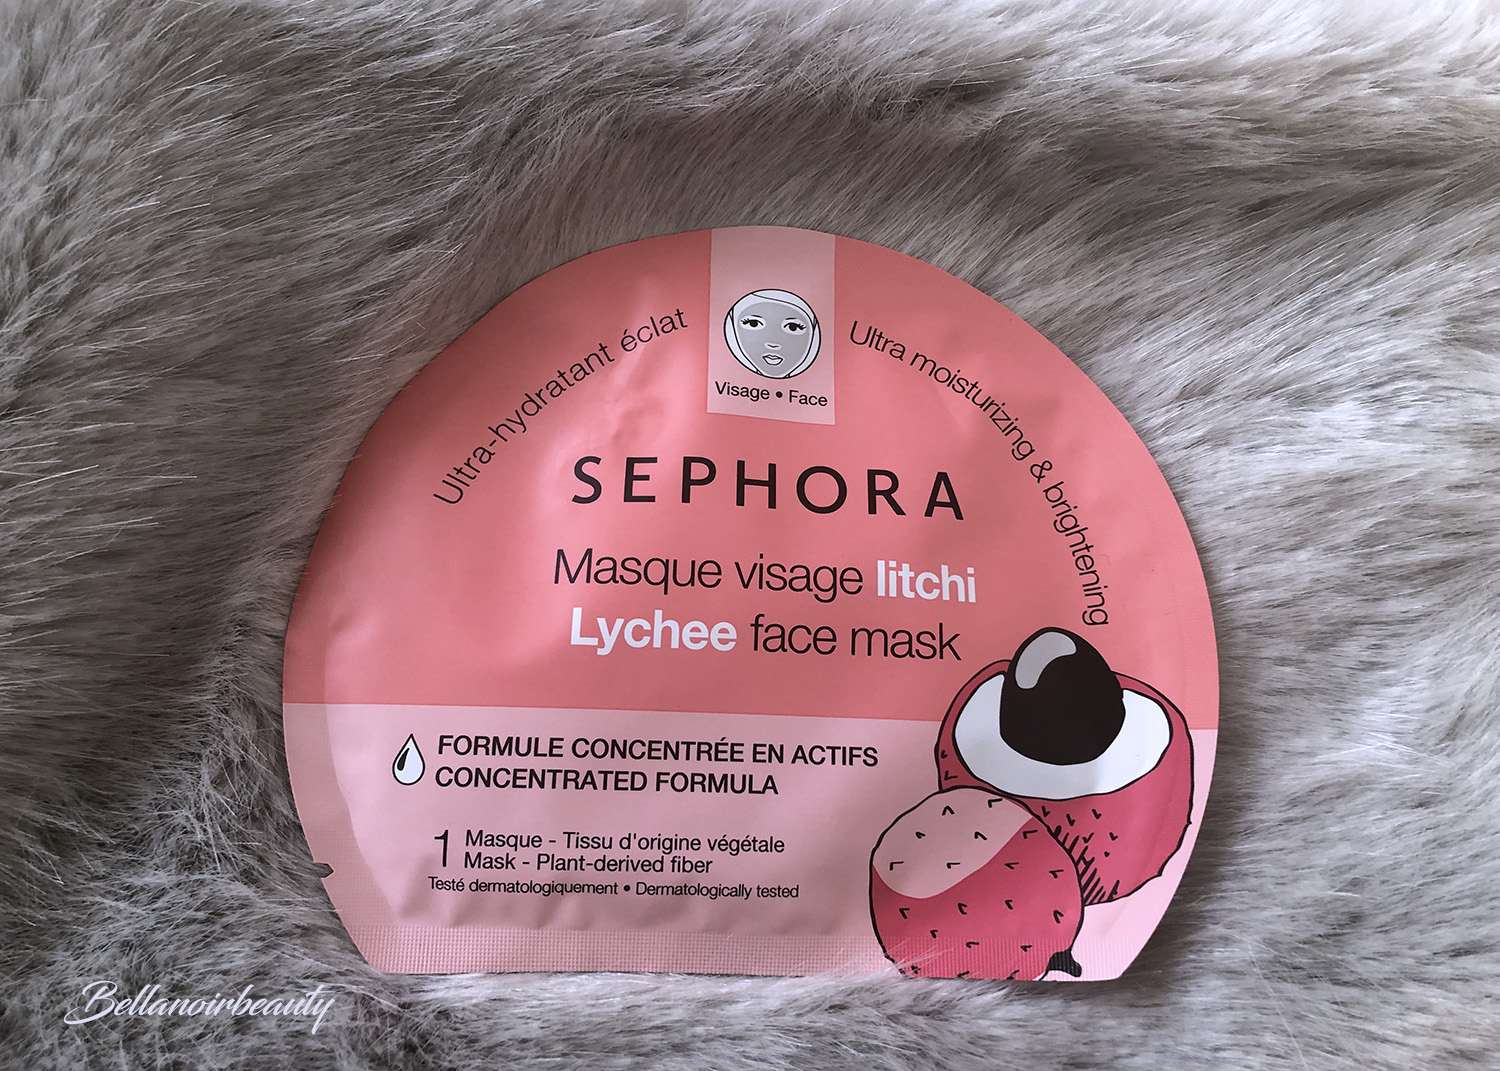 Visage • Face
Ultra-hydratant éclat
Ultra moisturizing & brightening
SEPHORA
Masque visage litchi
Lychee face mask
FORMULE CONCENTRÉE EN ACTIFS
CONCENTRATED FORMULA
1 Masque - Tissu d'origine végétale
Mask - Plant-derived fiber
Testé dermatologiquement • Dermatologically tested
Bellanoirbeauty